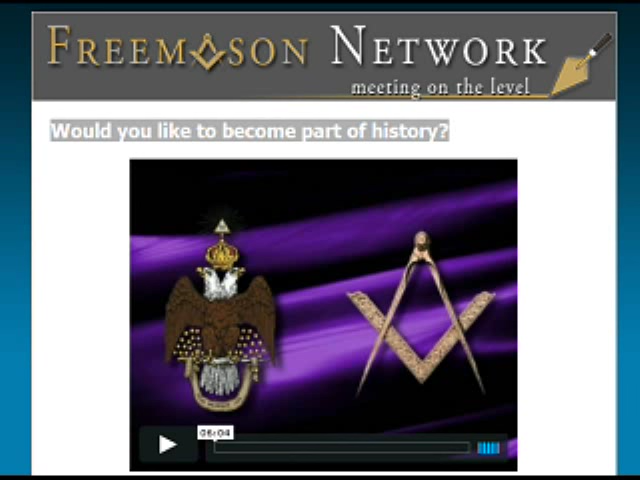 FREEMASON NETWORK
meeting on the level
Would you like to become part of history?
06:04